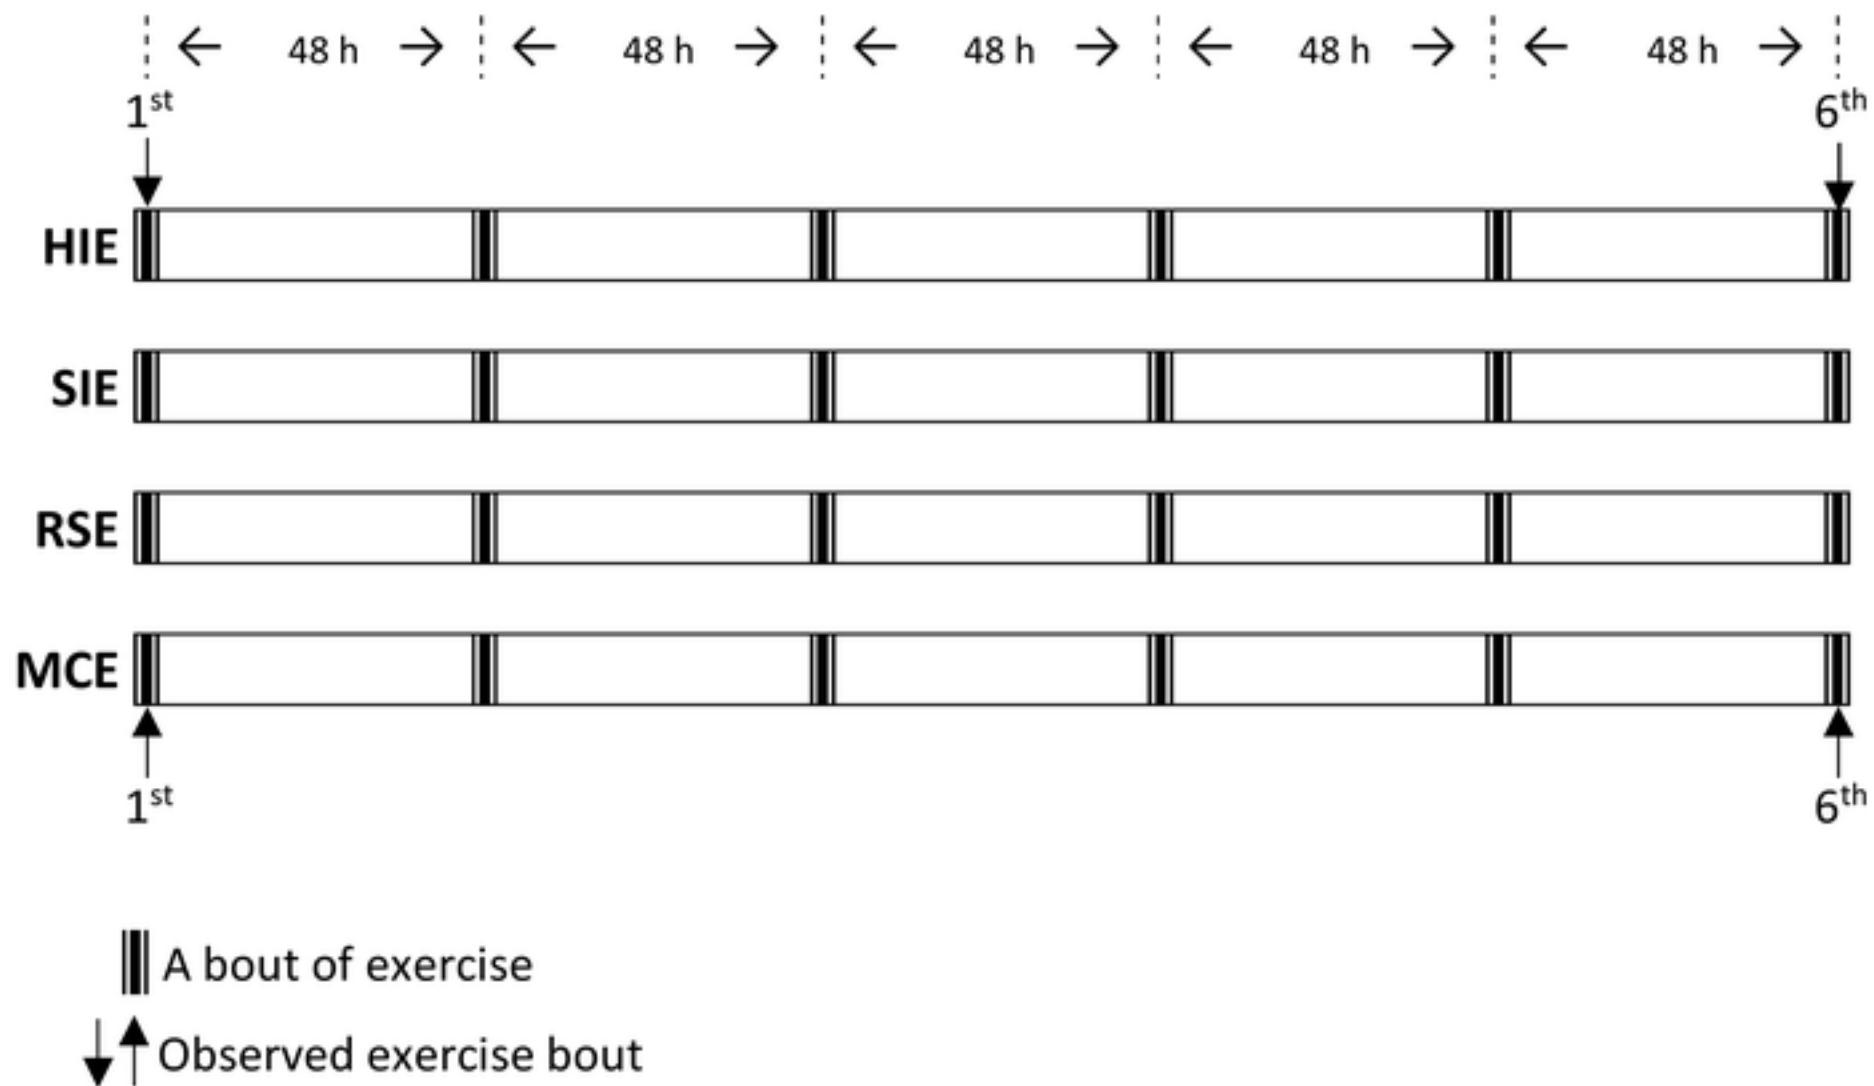 48 h 48 h 48 h 48 h 48 h
1st 6th
HIE
SIE
RSE
MCE
1st 6th
A bout of exercise
Observed exercise bout